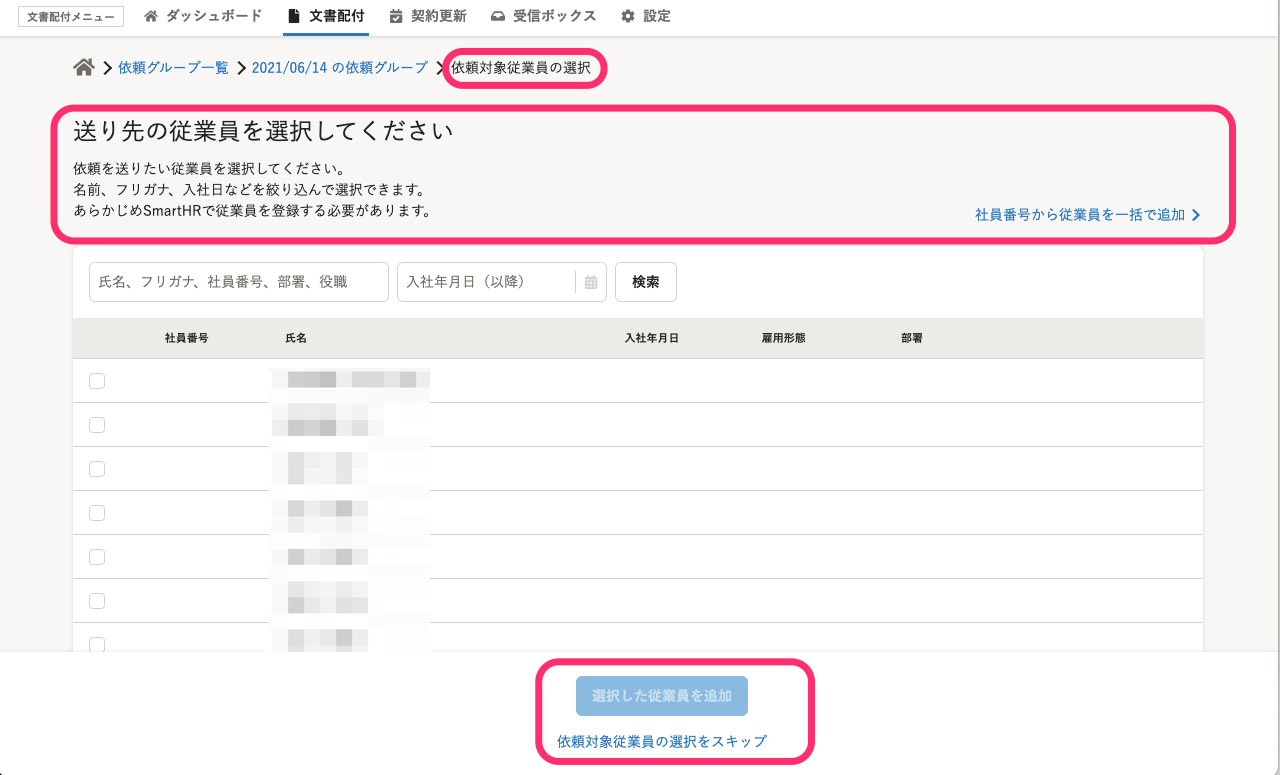 文書配付メニュー ダッシュボード 文書配付 契約更新 受信ボックス 設定
依頼グループ一覧 2021/06/14 の依頼グループ 依頼対象従業員の選択
送り先の従業員を選択してください
依頼を送りたい従業員を選択してください。
名前、フリガナ、入社日などを絞り込んで選択できます。
あらかじめSmartHRで従業員を登録する必要があります。
社員番号から従業員を一括で追加
氏名、フリガナ、社員番号、部署、役職 入社年月日（以降） 検索
社員番号 氏名 入社年月日 雇用形態 部署
選択した従業員を追加
依頼対象従業員の選択をスキップ